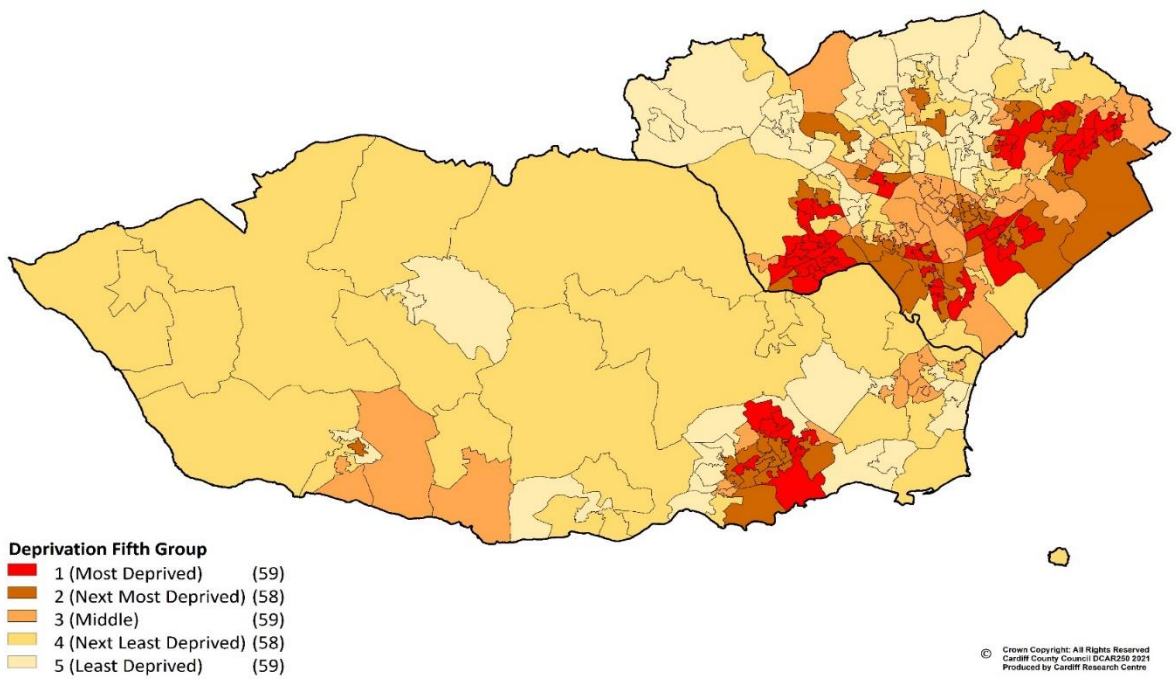 Deprivation Fifth Group
1 (Most Deprived) (59)
2 (Next Most Deprived) (58)
3 (Middle) (59)
4 (Next Least Deprived) (58)
5 (Least Deprived) (59)
© Crown Copyright: All Rights Reserved
Cardiff County Council DCAR250 2021
Produced by Cardiff Research Centre